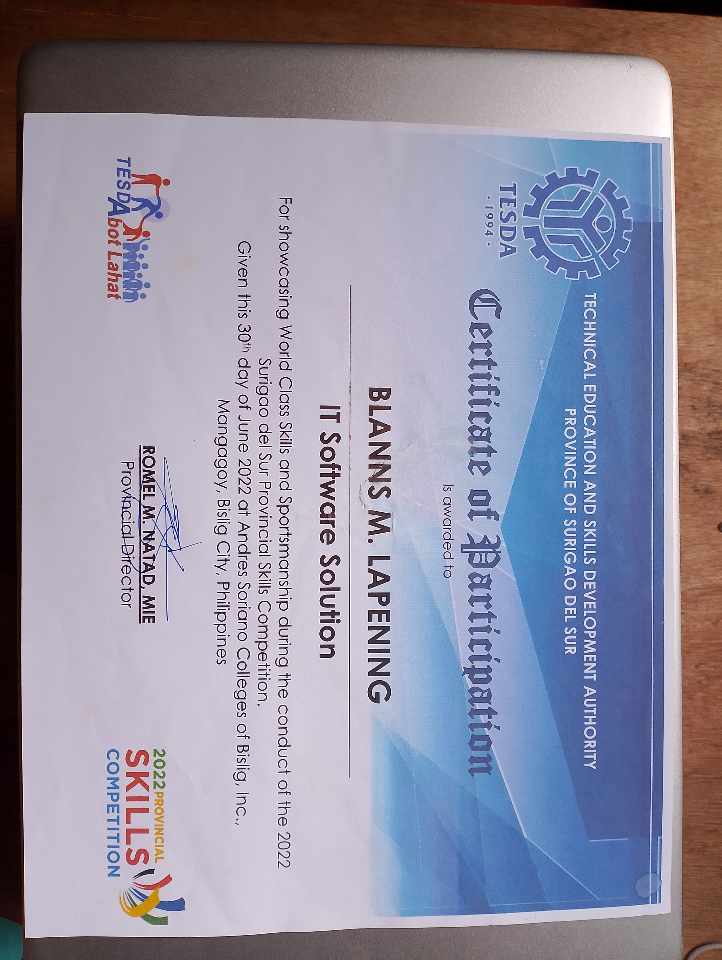 TESDA
· 1994 ·
TECHNICAL EDUCATION AND SKILLS DEVELOPMENT AUTHORITY
PROVINCE OF SURIGAO DEL SUR
Certificate of Participation
Is awarded to
BLANNS M. LAPENING
IT Software Solution
For showcasing World Class Skills and Sportsmanship during the conduct of the 2022
Surigao del Sur Provincial Skills Competition.
Given this 30th day of June 2022 at Andres Soriano Colleges of Bislig, Inc.,
Mangagoy, Bislig City, Philippines
TESDA
Abot Lahat
ROMEL M. NATAD, MIE
Provincial Director
2022 PROVINCIAL
SKILLS
COMPETITION